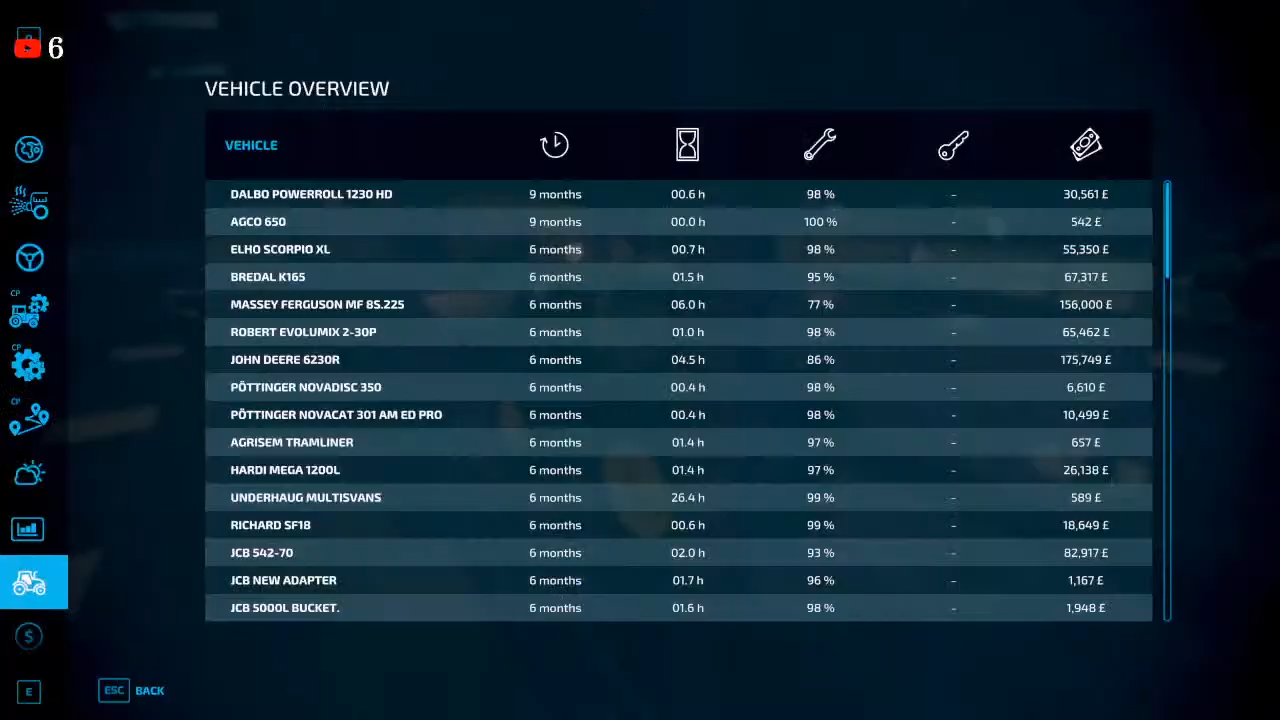 6
VEHICLE OVERVIEW
VEHICLE
DALBO POWERROLL 1230 HD 9 months 00.6 h 98 % - 30,561 £
AGCO 650 9 months 00.0 h 100 % - 542 £
ELHO SCORPIO XL 6 months 00.7 h 98 % - 55,350 £
BREDAL K165 6 months 01.5 h 95 % - 67,317 £
MASSEY FERGUSON MF 8S.225 6 months 06.0 h 77 % - 156,000 £
ROBERT EVOLUMIX 2-30P 6 months 01.0 h 98 % - 65,462 £
JOHN DEERE 6230R 6 months 04.5 h 86 % - 175,749 £
PÖTTINGER NOVADISC 350 6 months 00.4 h 98 % - 6,610 £
PÖTTINGER NOVACAT 301 AM ED PRO 6 months 00.4 h 98 % - 10,499 £
AGRISEM TRAMLINER 6 months 01.4 h 97 % - 657 £
HARDI MEGA 1200L 6 months 01.4 h 97 % - 26,138 £
UNDERHAUG MULTISVANS 6 months 26.4 h 99 % - 589 £
RICHARD SF18 6 months 00.6 h 99 % - 18,649 £
JCB 542-70 6 months 02.0 h 93 % - 82,917 £
JCB NEW ADAPTER 6 months 01.7 h 96 % - 1,167 £
JCB 5000L BUCKET. 6 months 01.6 h 98 % - 1,948 £
CP
CP
CP
$
E
ESC BACK